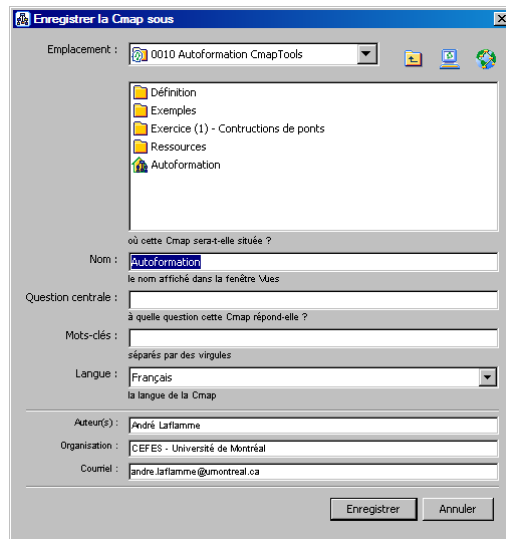 Enregistrer la Cmap sous
Emplacement : 0010 Autoformation CmapTools
Définition
Exemples
Exercice (1) - Contructions de ponts
Ressources
Autoformation
où cette Cmap sera-t-elle située ?
Nom : Autoformation
le nom affiché dans la fenêtre Vues
Question centrale :
à quelle question cette Cmap répond-elle ?
Mots-clés :
séparés par des virgules
Langue : Français
la langue de la Cmap
Auteur(s) : André Laflamme
Organisation : CEFES - Université de Montréal
Courriel : andre.laflamme@umontreal.ca
Enregistrer Annuler